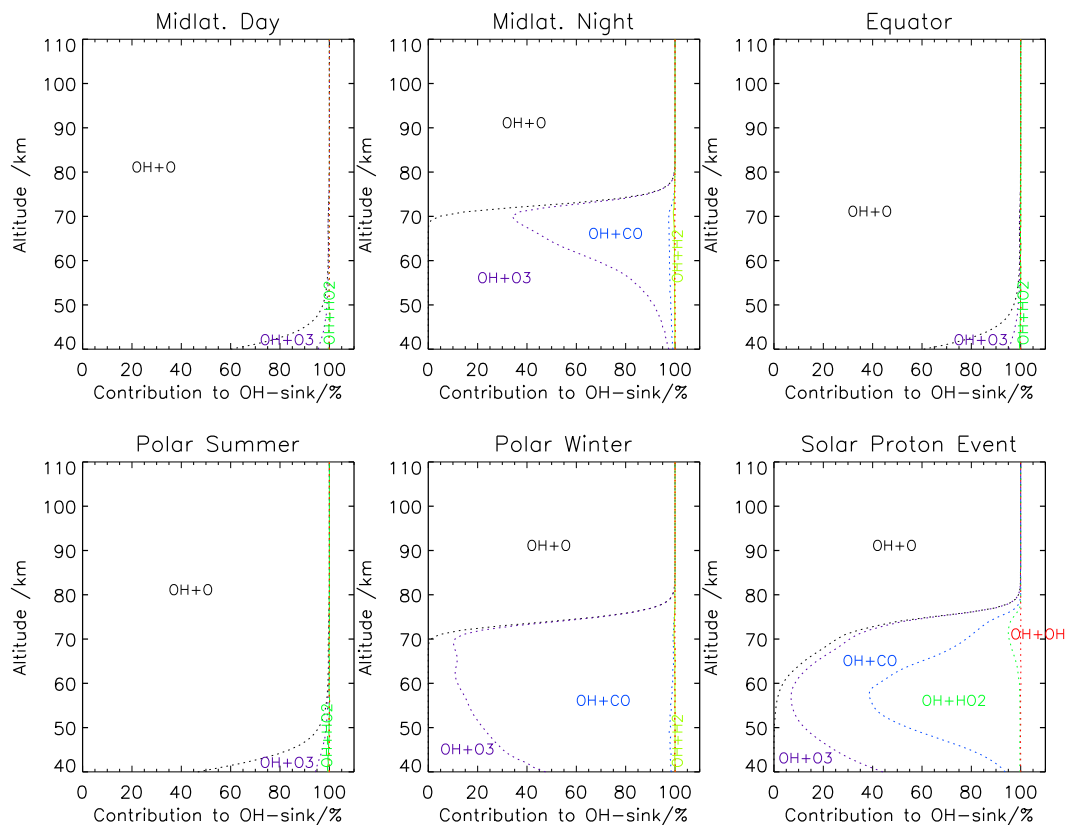 Midlat. Day
Midlat. Night
Equator
110
100
90
80
70
60
50
40
Altitude /km
OH+O
OH+O3
OH+HO2
0 20 40 60 80 100
Contribution to OH-sink/%
110
100
90
80
70
60
50
40
Altitude /km
OH+O
OH+CO
OH+O3
OH+H2
0 20 40 60 80 100
Contribution to OH-sink/%
110
100
90
80
70
60
50
40
Altitude /km
OH+O
OH+O3
OH+HO2
0 20 40 60 80 100
Contribution to OH-sink/%
Polar Summer
Polar Winter
Solar Proton Event
110
100
90
80
70
60
50
40
Altitude /km
OH+O
OH+O3
OH+HO2
0 20 40 60 80 100
Contribution to OH-sink/%
110
100
90
80
70
60
50
40
Altitude /km
OH+O
OH+CO
OH+O3
OH+H2
0 20 40 60 80 100
Contribution to OH-sink/%
110
100
90
80
70
60
50
40
Altitude /km
OH+O
OH+OH
OH+CO
OH+HO2
OH+O3
0 20 40 60 80 100
Contribution to OH-sink/%